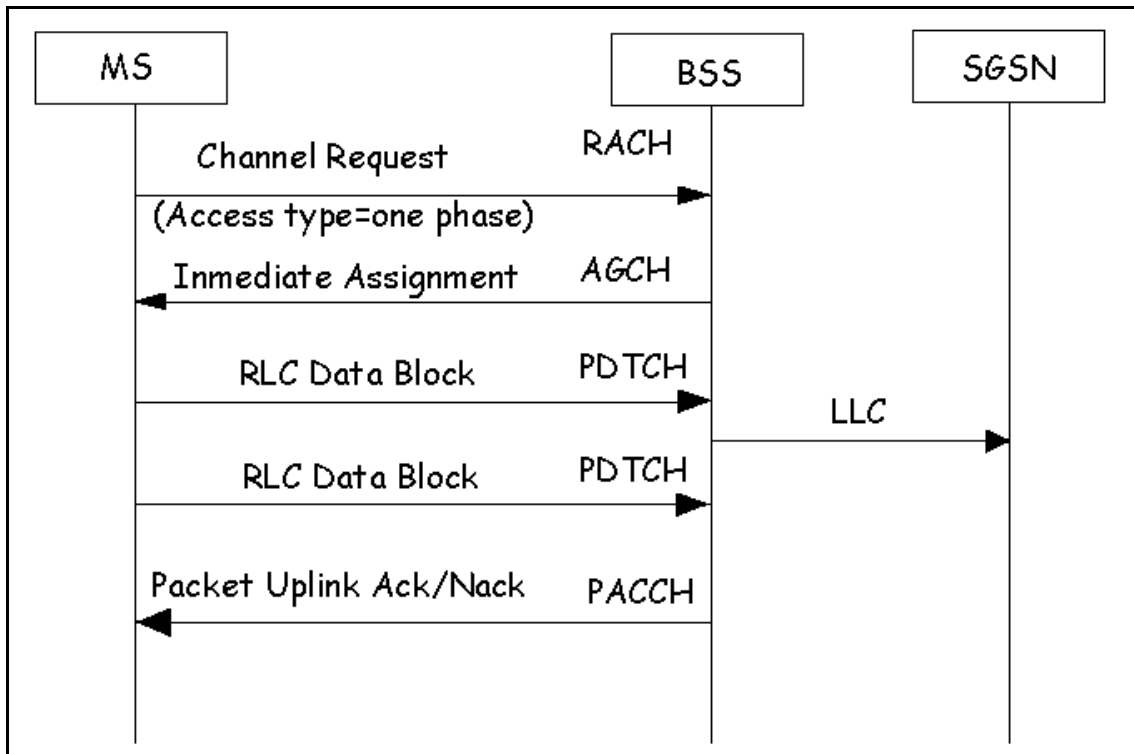 MS
BSS
SGSN
Channel Request
RACH
(Access type=one phase)
Inmediate Assignment
AGCH
RLC Data Block
PDTCH
LLC
RLC Data Block
PDTCH
Packet Uplink Ack/Nack
PACCH